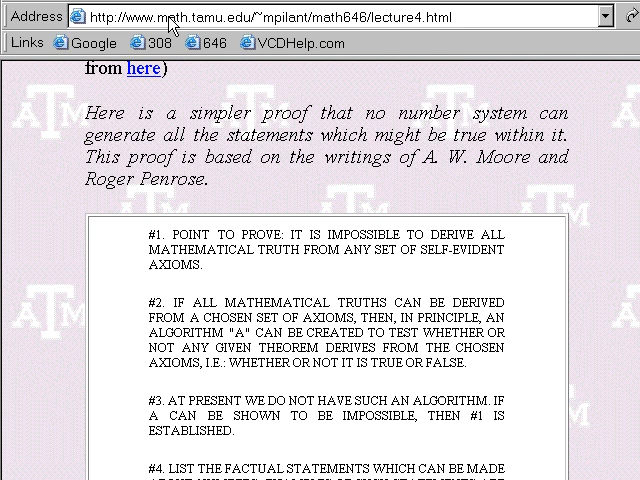 Address http://www.math.tamu.edu/~mpilant/math646/lecture4.html
Links Google 308 646 VCDHelp.com
from here)
Here is a simpler proof that no number system can
generate all the statements which might be true within it.
This proof is based on the writings of A. W. Moore and
Roger Penrose.
#1. POINT TO PROVE: IT IS IMPOSSIBLE TO DERIVE ALL
MATHEMATICAL TRUTH FROM ANY SET OF SELF-EVIDENT
AXIOMS.
#2. IF ALL MATHEMATICAL TRUTHS CAN BE DERIVED
FROM A CHOSEN SET OF AXIOMS, THEN, IN PRINCIPLE, AN
ALGORITHM "A" CAN BE CREATED TO TEST WHETHER OR
NOT ANY GIVEN THEOREM DERIVES FROM THE CHOSEN
AXIOMS, I.E.: WHETHER OR NOT IT IS TRUE OR FALSE.
#3. AT PRESENT WE DO NOT HAVE SUCH AN ALGORITHM. IF
A CAN BE SHOWN TO BE IMPOSSIBLE, THEN #1 IS
ESTABLISHED.
#4. LIST THE FACTUAL STATEMENTS WHICH CAN BE MADE